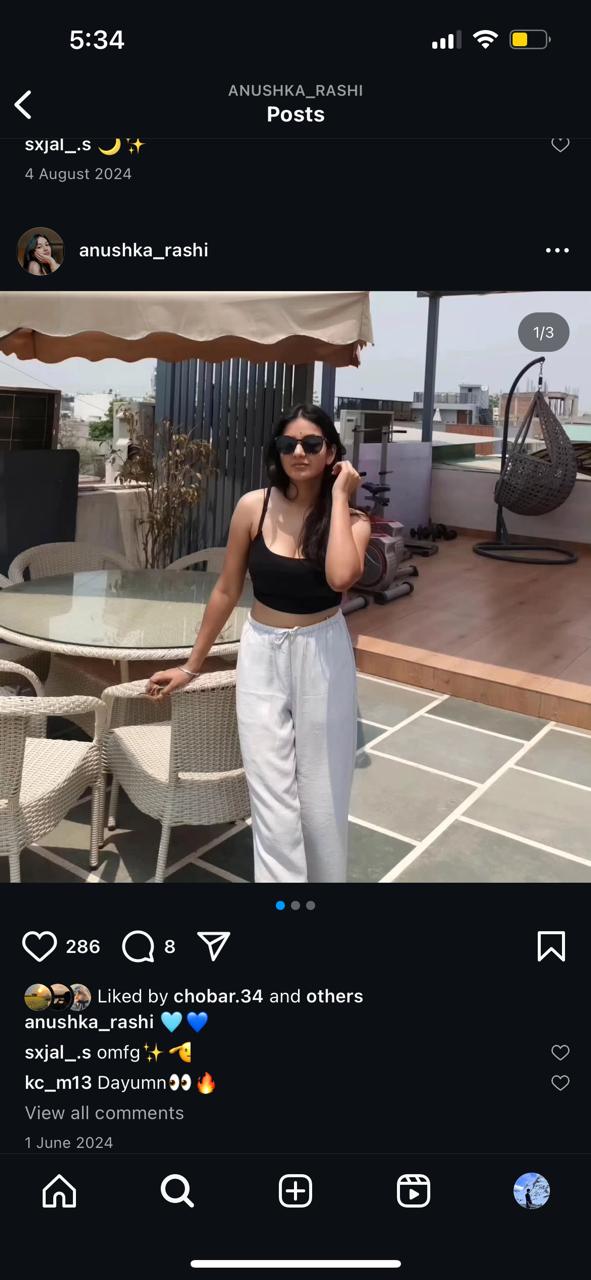 5:34
ANUSHKA_RASHI
Posts
sxjal_.s 🌙✨
4 August 2024
anushka_rashi
1/3
286 8
Liked by chobar.34 and others
anushka_rashi 🩵💙
sxjal_.s omfg✨🫠
kc_m13 Dayumn👀🔥
View all comments
1 June 2024